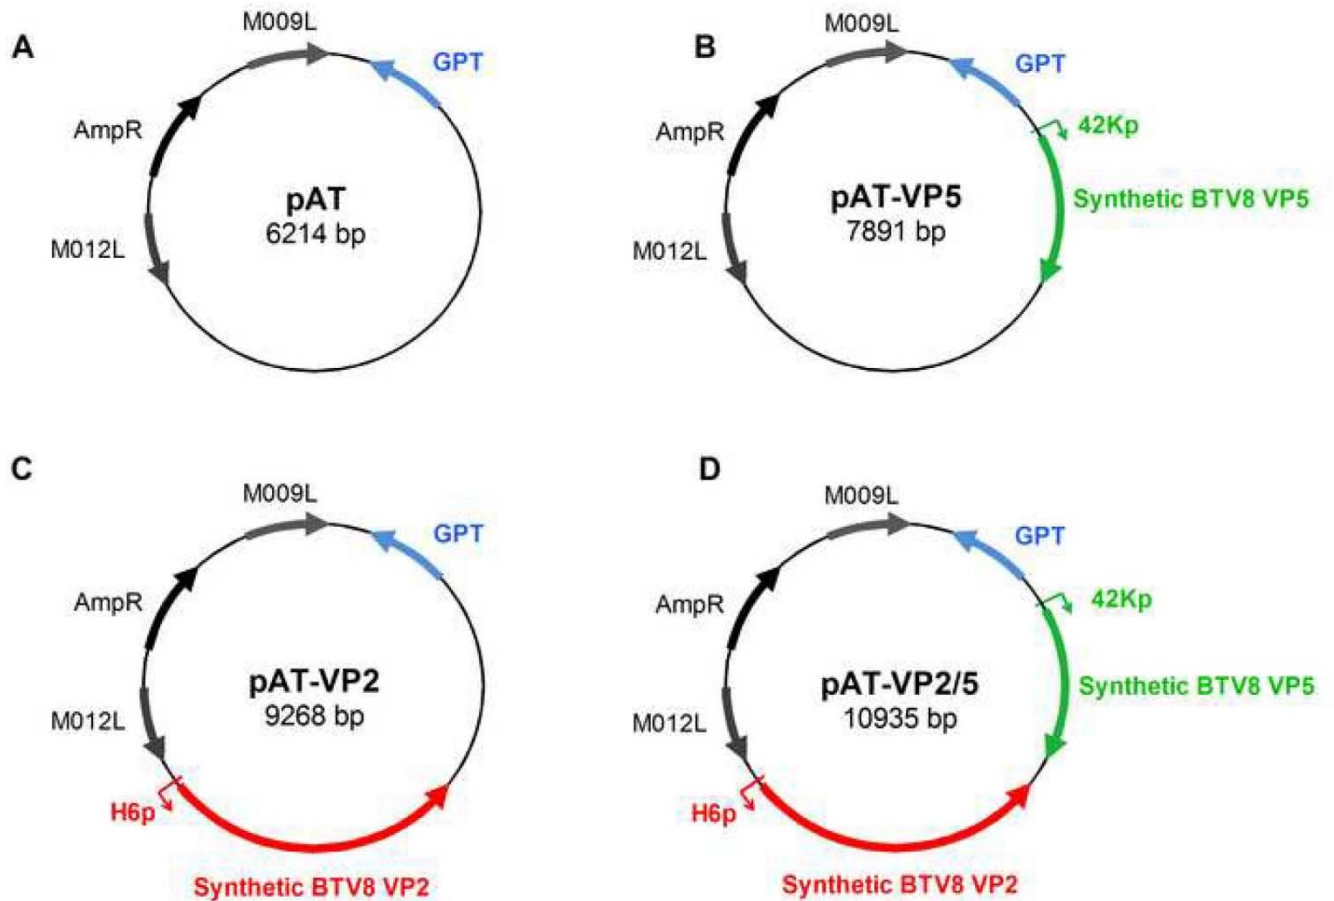 A
M009L
GPT
AmpR
pAT
6214 bp
M012L
B
M009L
GPT
42Kp
AmpR
pAT-VP5
7891 bp
Synthetic BTV8 VP5
M012L
C
M009L
GPT
AmpR
pAT-VP2
9268 bp
M012L
H6p
Synthetic BTV8 VP2
D
M009L
GPT
42Kp
AmpR
pAT-VP2/5
10935 bp
Synthetic BTV8 VP5
M012L
H6p
Synthetic BTV8 VP2